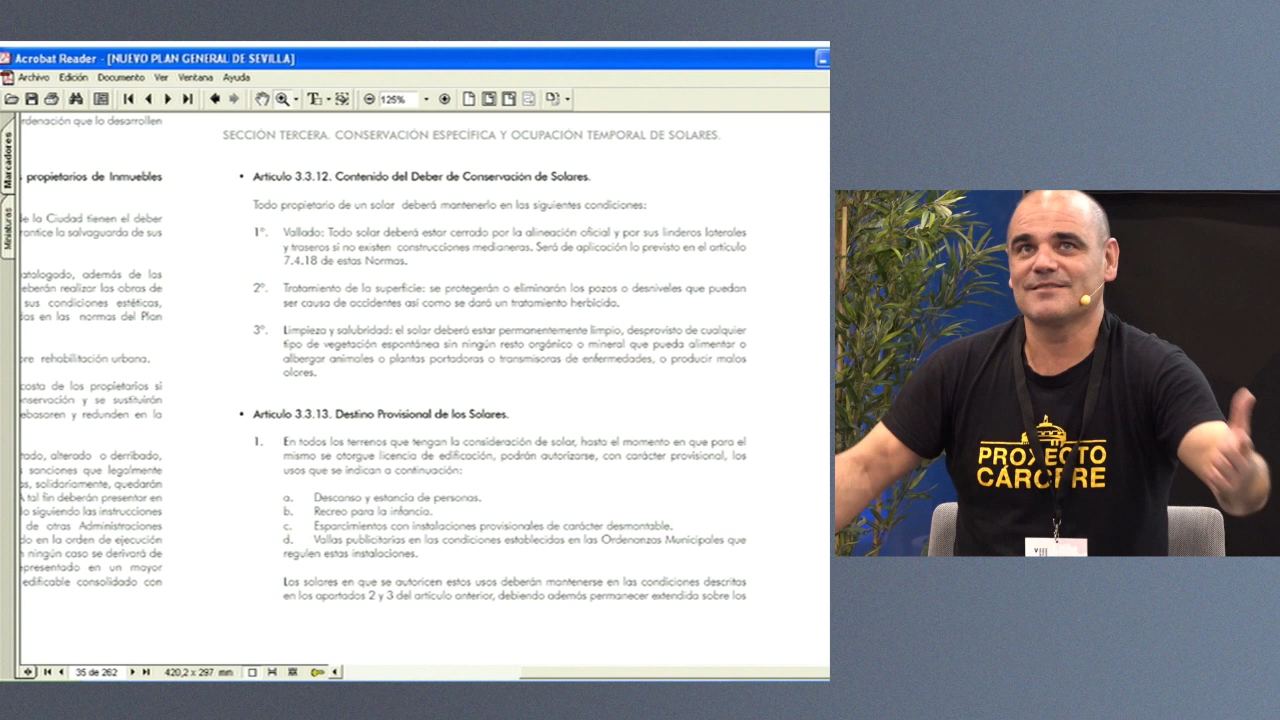 Acrobat Reader - [NUEVO PLAN GENERAL DE SEVILLA]
Archivo Edición Documento Ver Ventana Ayuda
125%
Marcadores
Miniaturas
rdenación que lo desarrollen
propietarios de Inmuebles
de la Ciudad tienen el deber
rantice la salvaguarda de sus
atalogado, además de las
eberán realizar las obras de
sus condiciones estéticas,
as en las normas del Plan
re rehabilitación urbana.
costa de los propietarios si
nservación y se sustituirán
ebasaren y redunden en la
tado, alterado o derribado,
sanciones que legalmente
os, solidariamente, quedarán
A tal fin deberán presentar en
o siguiendo las instrucciones
de otras Administraciones
do en la orden de ejecución
ningún caso se derivará de
epresentado en un mayor
edificable consolidado con
SECCIÓN TERCERA. CONSERVACIÓN ESPECÍFICA Y OCUPACIÓN TEMPORAL DE SOLARES.
• Artículo 3.3.12. Contenido del Deber de Conservación de Solares.
Todo propietario de un solar deberá mantenerlo en las siguientes condiciones:
1º. Vallado: Todo solar deberá estar cerrado por la alineación oficial y por sus linderos laterales
y traseros si no existen construcciones medianeras. Será de aplicación lo previsto en el artículo
7.4.18 de estas Normas.
2º. Tratamiento de la superficie: se protegerán o eliminarán los pozos o desniveles que puedan
ser causa de accidentes así como se dará un tratamiento herbicida.
3º. Limpieza y salubridad: el solar deberá estar permanentemente limpio, desprovisto de cualquier
tipo de vegetación espontánea sin ningún resto orgánico o mineral que pueda alimentar o
albergar animales o plantas portadoras o transmisoras de enfermedades, o producir malos
olores.
• Artículo 3.3.13. Destino Provisional de los Solares.
1. En todos los terrenos que tengan la consideración de solar, hasta el momento en que para el
mismo se otorgue licencia de edificación, podrán autorizarse, con carácter provisional, los
usos que se indican a continuación:
a. Descanso y estancia de personas.
b. Recreo para la infancia.
c. Esparcimientos con instalaciones provisionales de carácter desmontable.
d. Vallas publicitarias en las condiciones establecidas en las Ordenanzas Municipales que
regulen estas instalaciones.
Los solares en que se autoricen estos usos deberán mantenerse en las condiciones descritas
en los apartados 2 y 3 del artículo anterior, debiendo además permanecer extendida sobre los
35 de 262 420,2 x 297 mm
PROYECTO
CÁRCERE
VIII